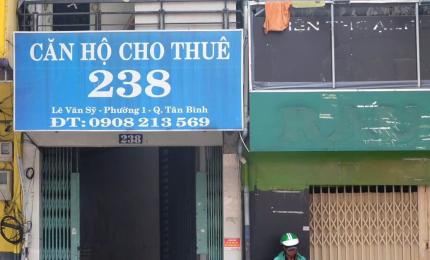 CĂN HỘ CHO THUÊ
238
Lê Văn Sỹ - Phường 1 - Q. Tân Bình
ĐT: 0908 213 569
238